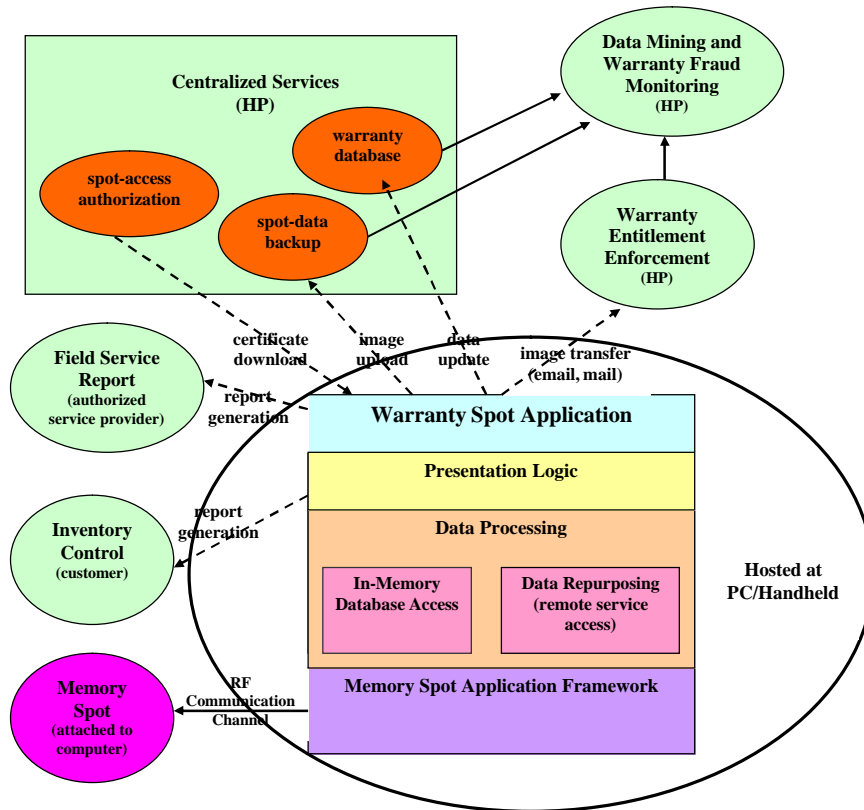 Centralized Services
(HP)
warranty
database
spot-access
authorization
spot-data
backup
Data Mining and
Warranty Fraud
Monitoring
(HP)
Warranty
Entitlement
Enforcement
(HP)
certificate
download
image
upload
data
update
image transfer
(email, mail)
Field Service
Report
(authorized
service provider)
report
generation
Warranty Spot Application
Presentation Logic
Data Processing
In-Memory
Database Access
Data Repurposing
(remote service
access)
Memory Spot Application Framework
Hosted at
PC/Handheld
report
generation
Inventory
Control
(customer)
RF
Communication
Channel
Memory
Spot
(attached to
computer)